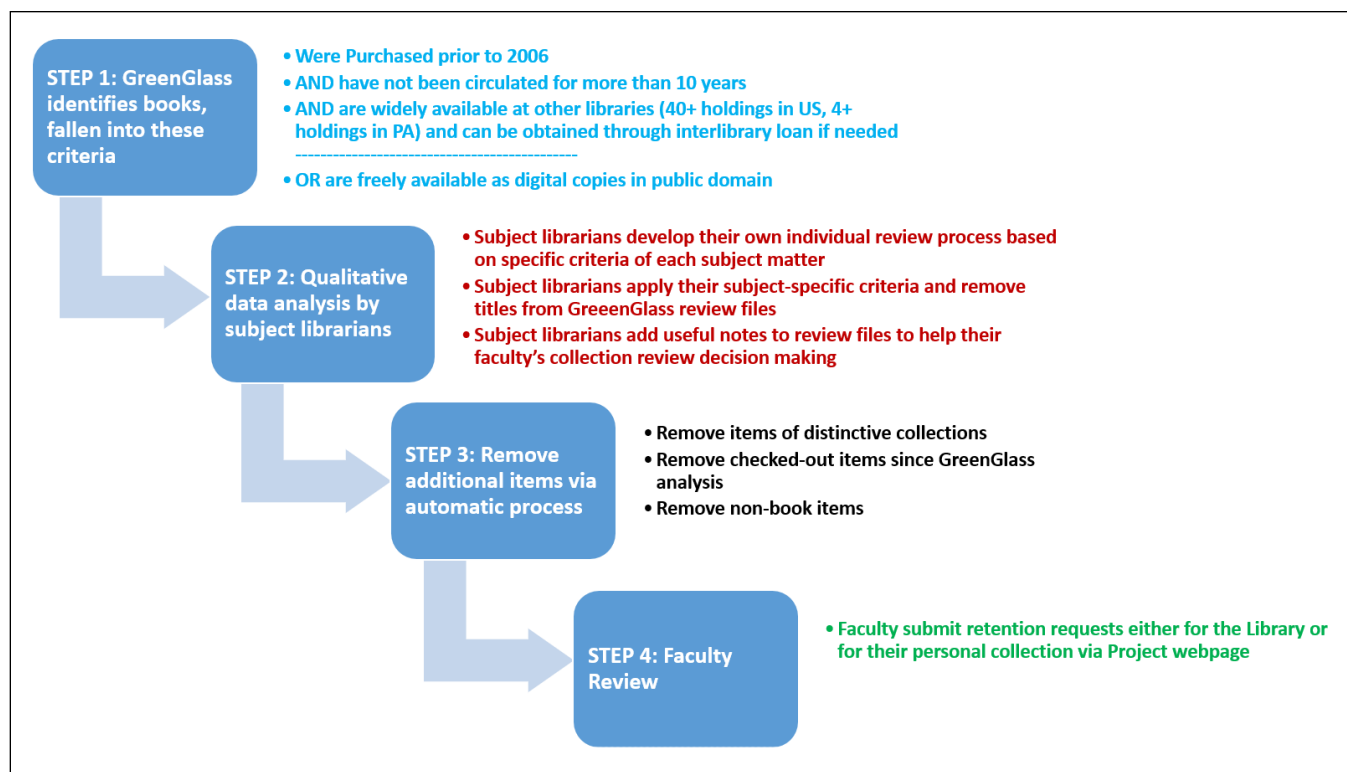 STEP 1: GreenGlass
identifies books,
fallen into these
criteria
• Were Purchased prior to 2006
• AND have not been circulated for more than 10 years
• AND are widely available at other libraries (40+ holdings in US, 4+
holdings in PA) and can be obtained through interlibrary loan if needed
---------------------------------------------
• OR are freely available as digital copies in public domain
STEP 2: Qualitative
data analysis by
subject librarians
• Subject librarians develop their own individual review process based
on specific criteria of each subject matter
• Subject librarians apply their subject-specific criteria and remove
titles from GreeenGlass review files
• Subject librarians add useful notes to review files to help their
faculty’s collection review decision making
STEP 3: Remove
additional items via
automatic process
• Remove items of distinctive collections
• Remove checked-out items since GreenGlass
analysis
• Remove non-book items
STEP 4: Faculty
Review
• Faculty submit retention requests either for the Library or
for their personal collection via Project webpage